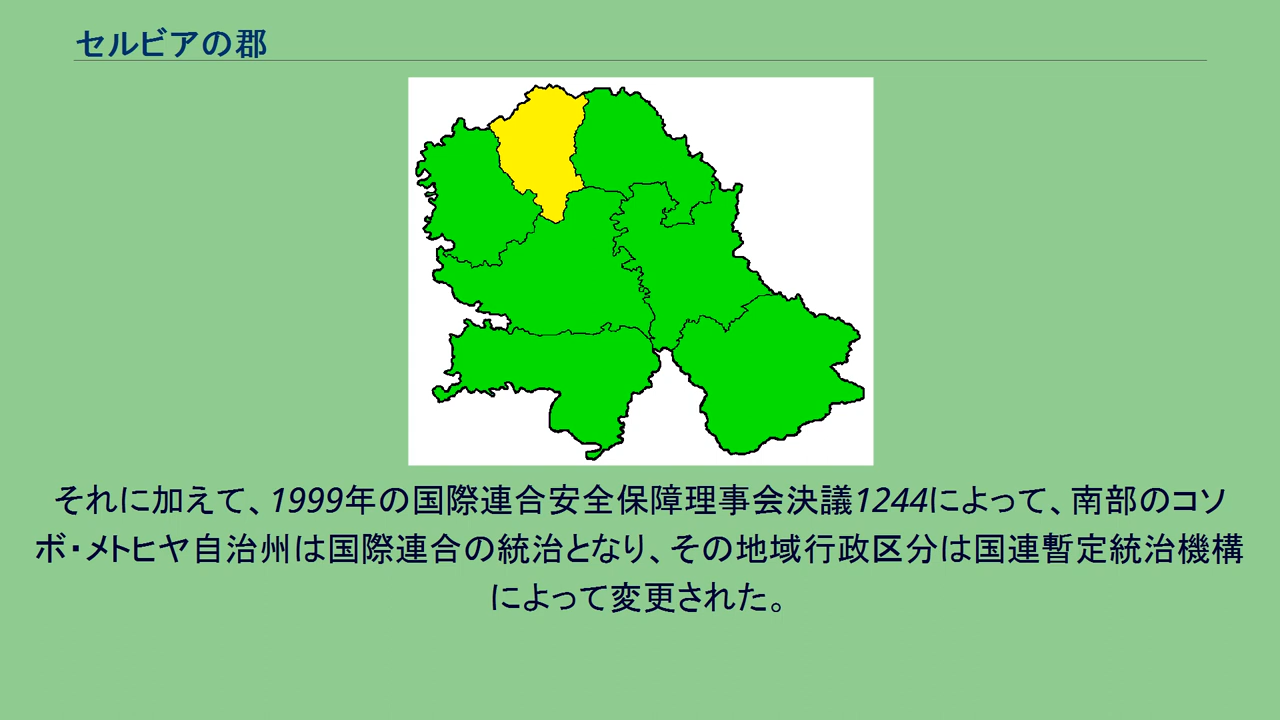 セルビアの郡
それに加えて、1999年の国際連合安全保障理事会決議1244によって、南部のコソ
ボ・メトヒヤ自治州は国際連合の統治となり、その地域行政区分は国連暫定統治機構
によって変更された。